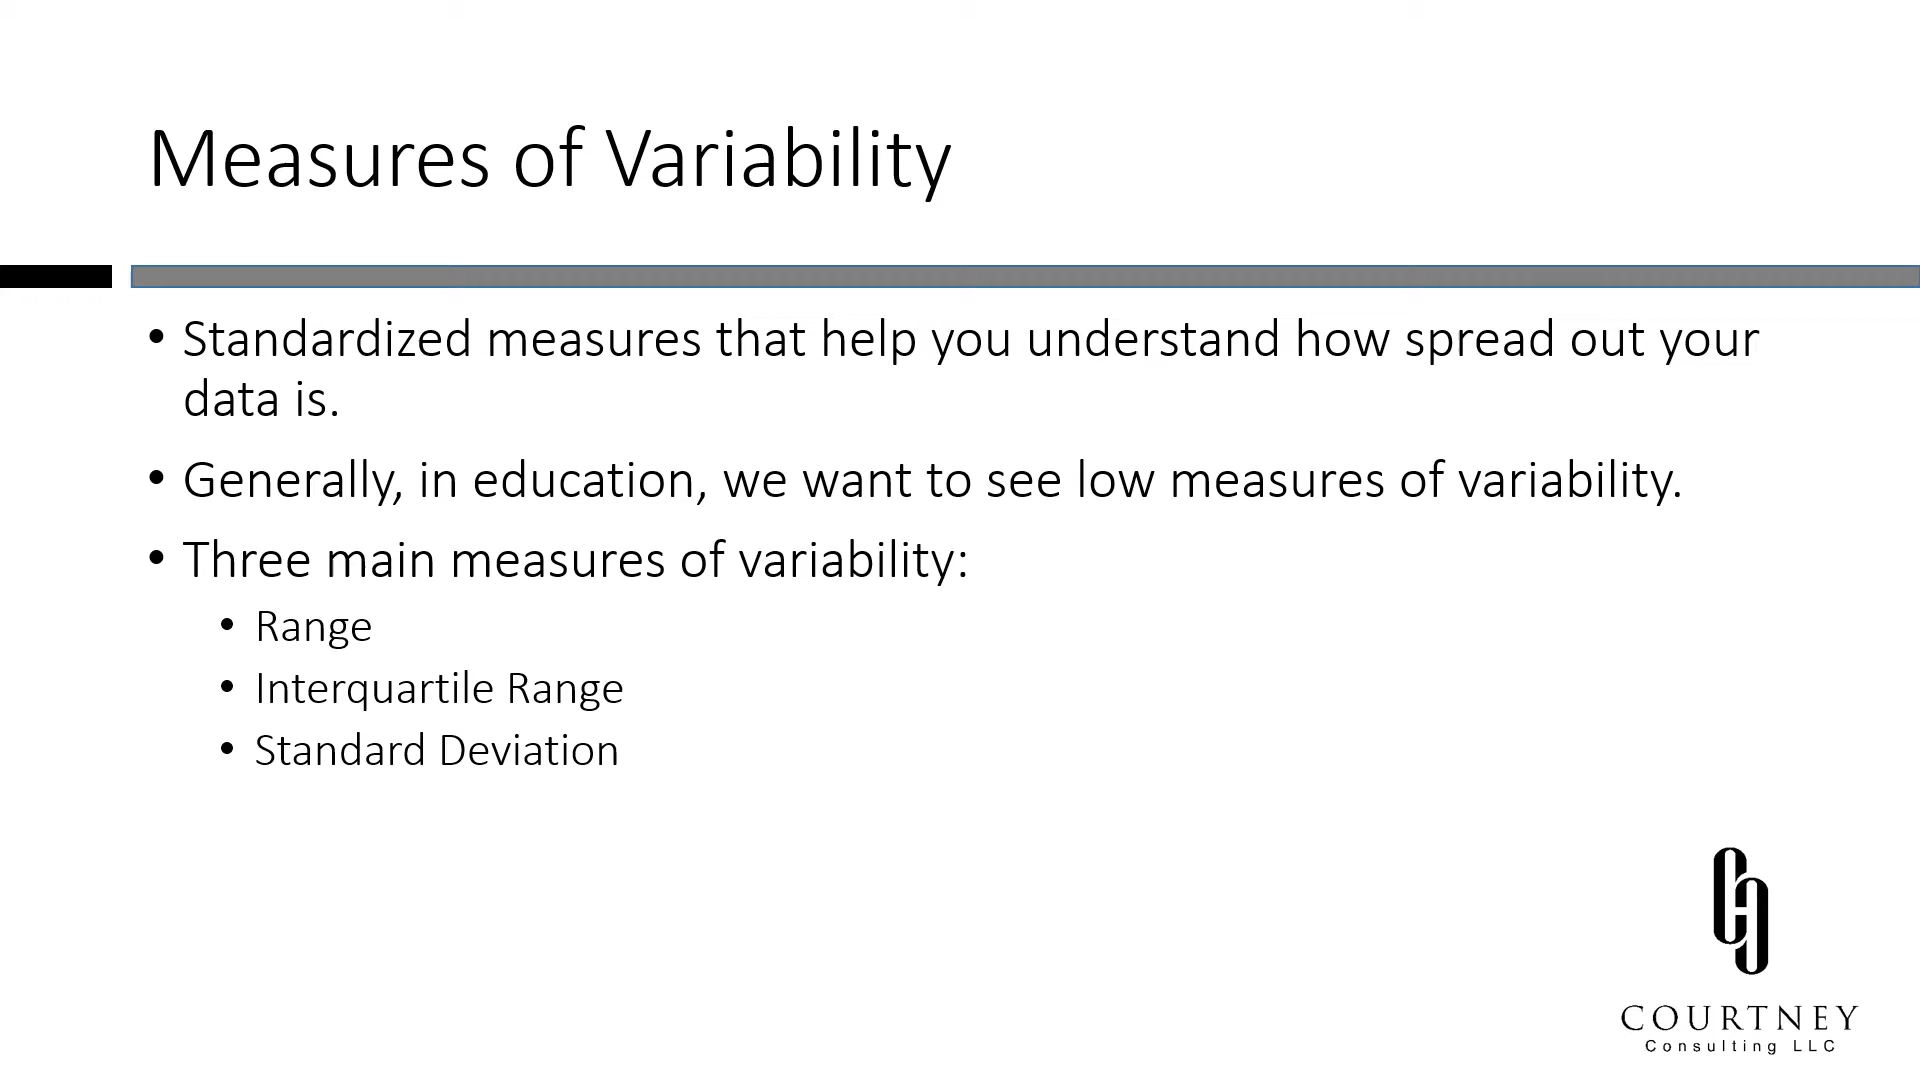 Measures of Variability
• Standardized measures that help you understand how spread out your
data is.
• Generally, in education, we want to see low measures of variability.
• Three main measures of variability:
• Range
• Interquartile Range
• Standard Deviation
COURTNEY
Consulting LLC